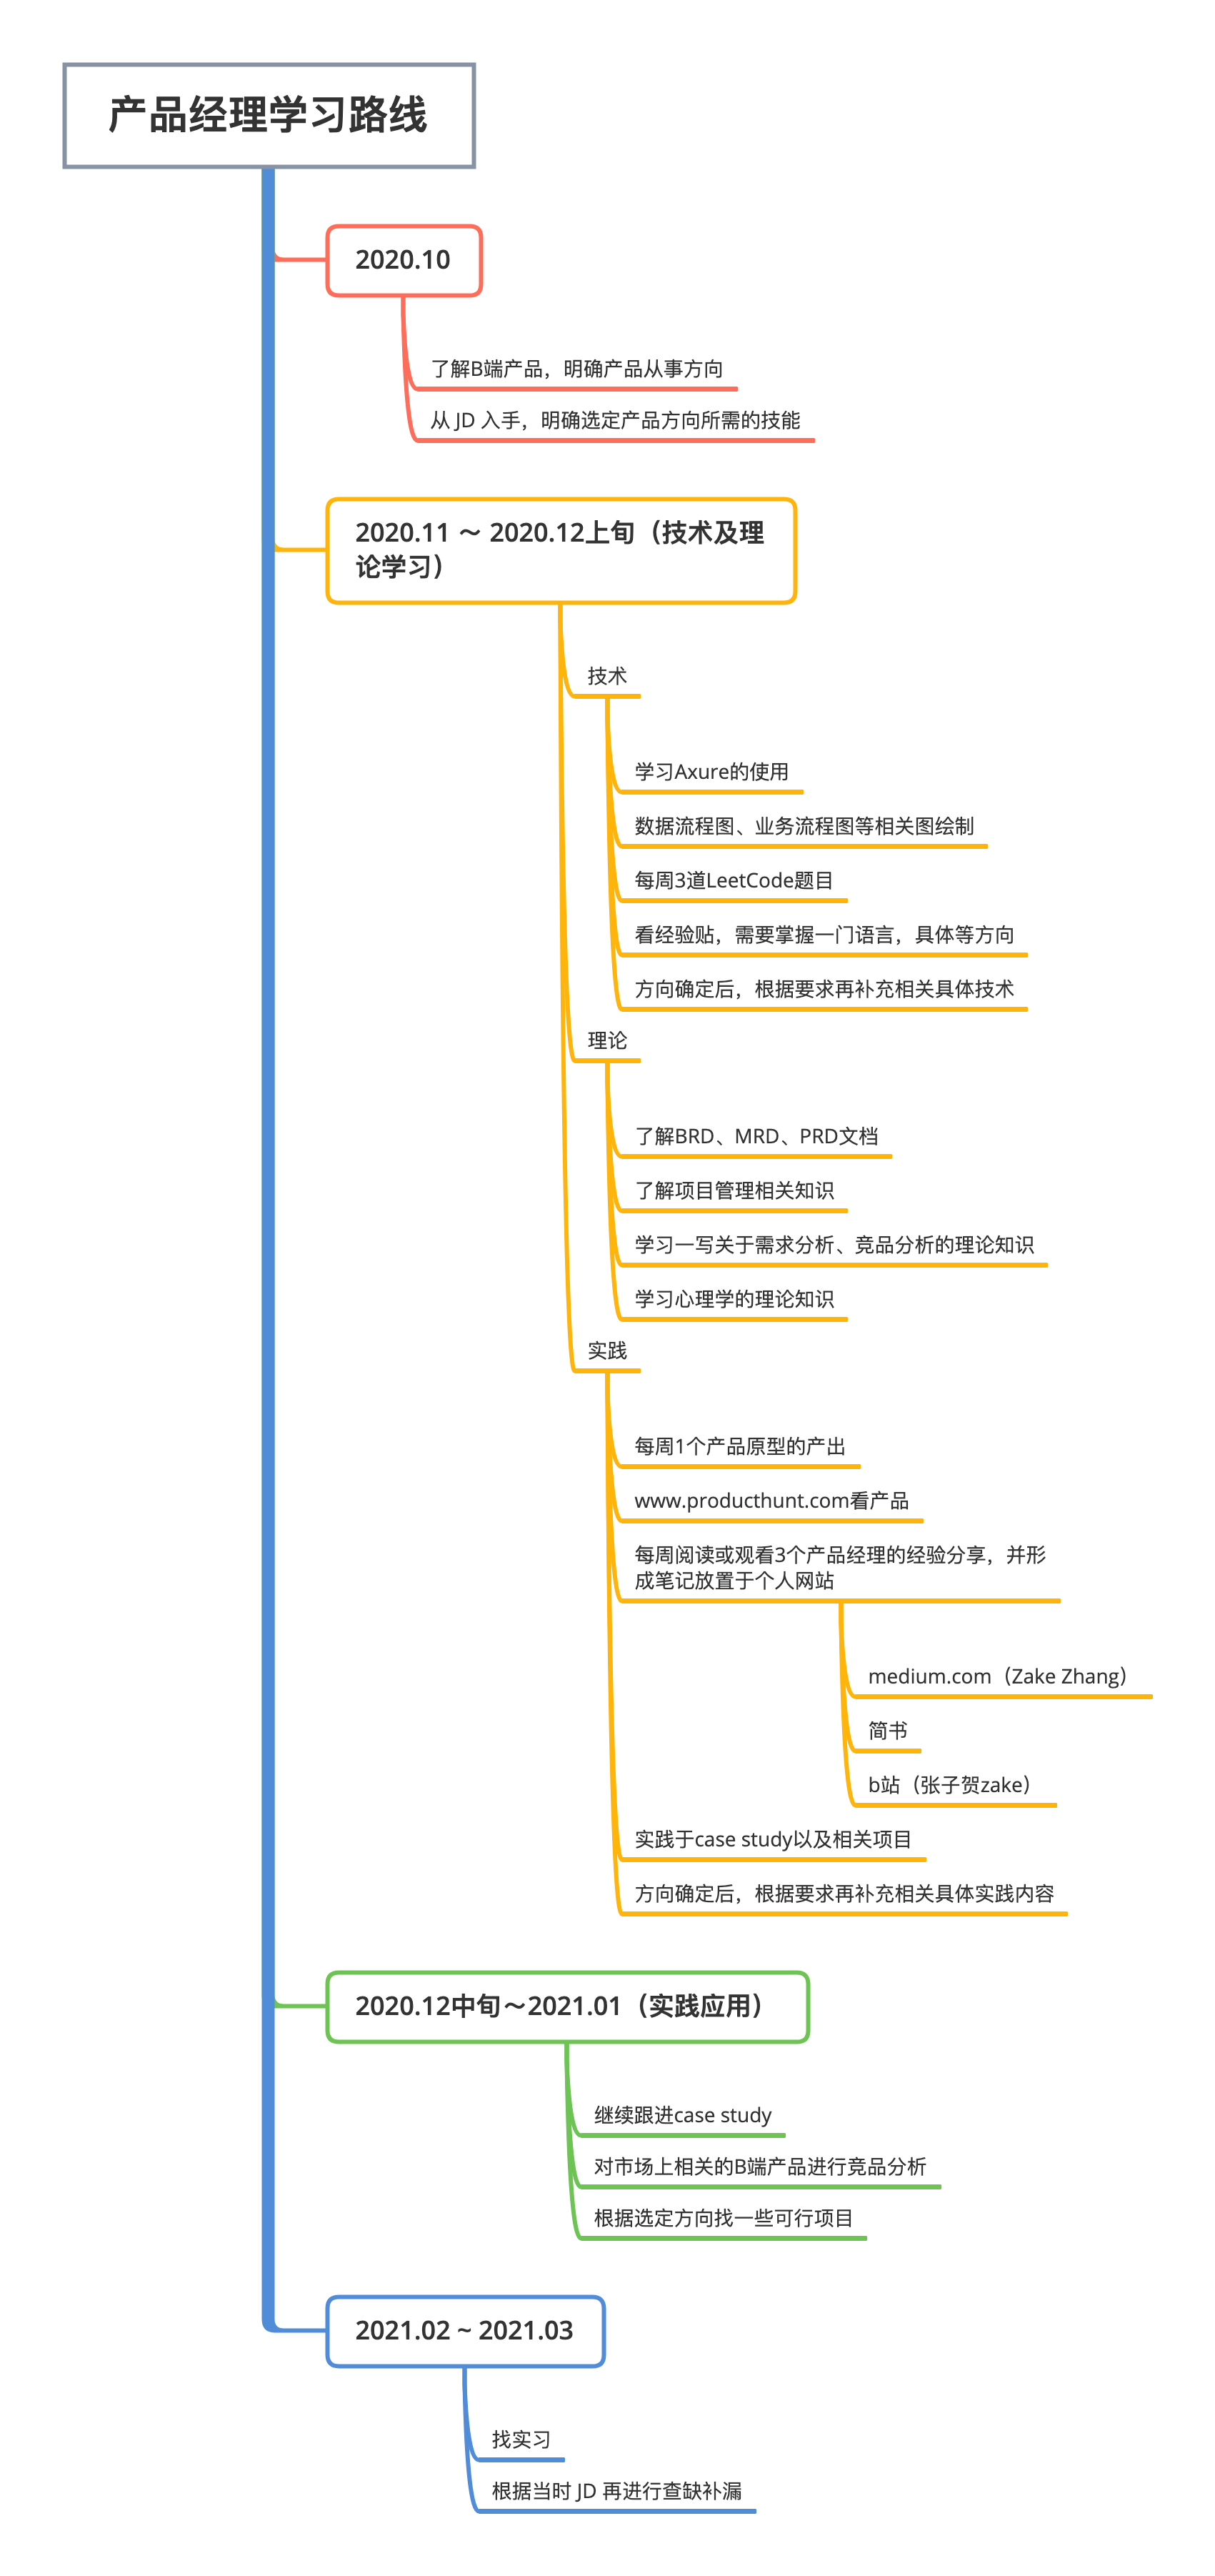 产品经理学习路线
2020.10
了解B端产品，明确产品从事方向
从 JD 入手，明确选定产品方向所需的技能
2020.11 ～ 2020.12上旬（技术及理
论学习）
技术
学习Axure的使用
数据流程图、业务流程图等相关图绘制
每周3道LeetCode题目
看经验贴，需要掌握一门语言，具体等方向
方向确定后，根据要求再补充相关具体技术
理论
了解BRD、MRD、PRD文档
了解项目管理相关知识
学习一写关于需求分析、竞品分析的理论知识
学习心理学的理论知识
实践
每周1个产品原型的产出
www.producthunt.com看产品
每周阅读或观看3个产品经理的经验分享，并形
成笔记放置于个人网站
medium.com（Zake Zhang）
简书
b站（张子贺zake）
实践于case study以及相关项目
方向确定后，根据要求再补充相关具体实践内容
2020.12中旬～2021.01（实践应用）
继续跟进case study
对市场上相关的B端产品进行竞品分析
根据选定方向找一些可行项目
2021.02 ~ 2021.03
找实习
根据当时 JD 再进行查缺补漏